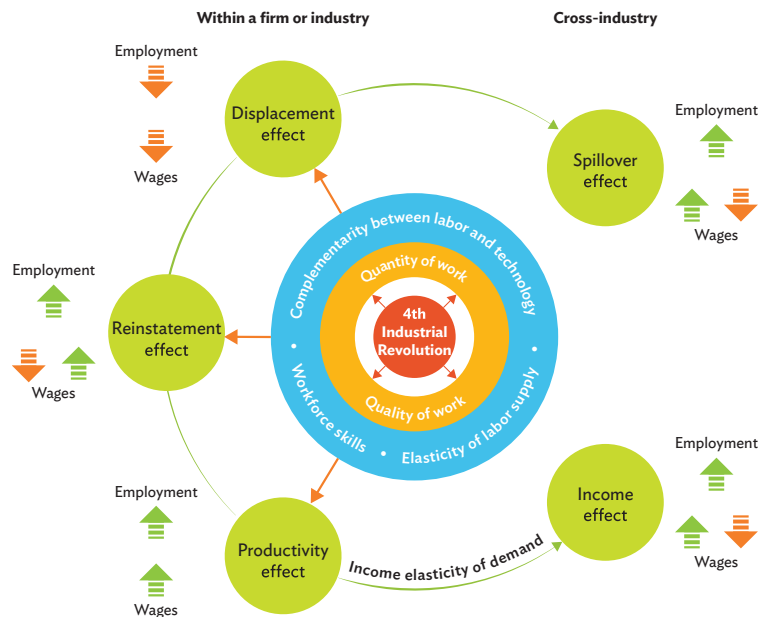 Within a firm or industry
Cross-industry
Employment
Wages
Displacement
effect
Employment
Spillover
effect
Wages
Complementarity between labor and technology
Quantity of work
4th
Industrial
Revolution
Quality of work
• Workforce skills • Elasticity of labor supply •
Employment
Reinstatement
effect
Wages
Employment
Income
effect
Wages
Employment
Productivity
effect
Wages
Income elasticity of demand